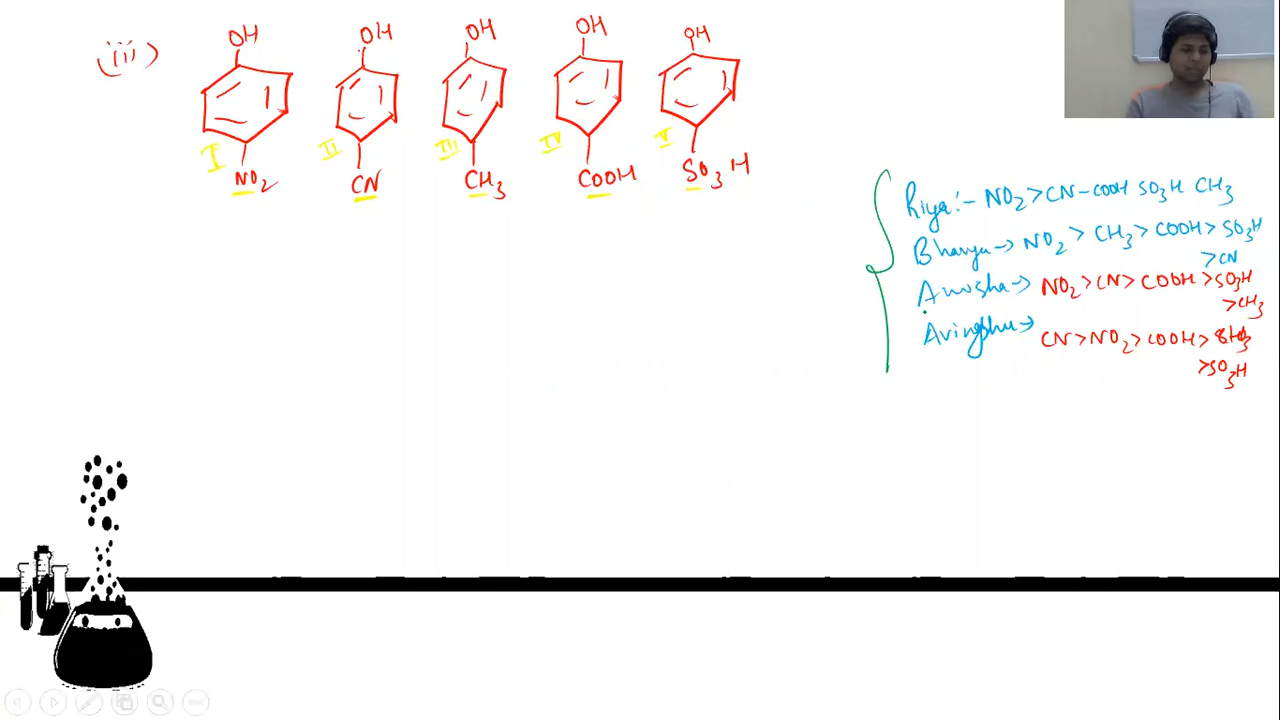 (iii)
OH OH OH OH OH
I II III IV V
NO2 CN CH3 COOH SO3H
Riya:- NO2 > CN - COOH SO3H CH3
Bhavya → NO2 > CH3 > COOH > SO3H
> CN
Anusha → NO2 > CN > COOH > SO3H
> CH3
→ CN > NO2 > COOH > CH3
> SO3H